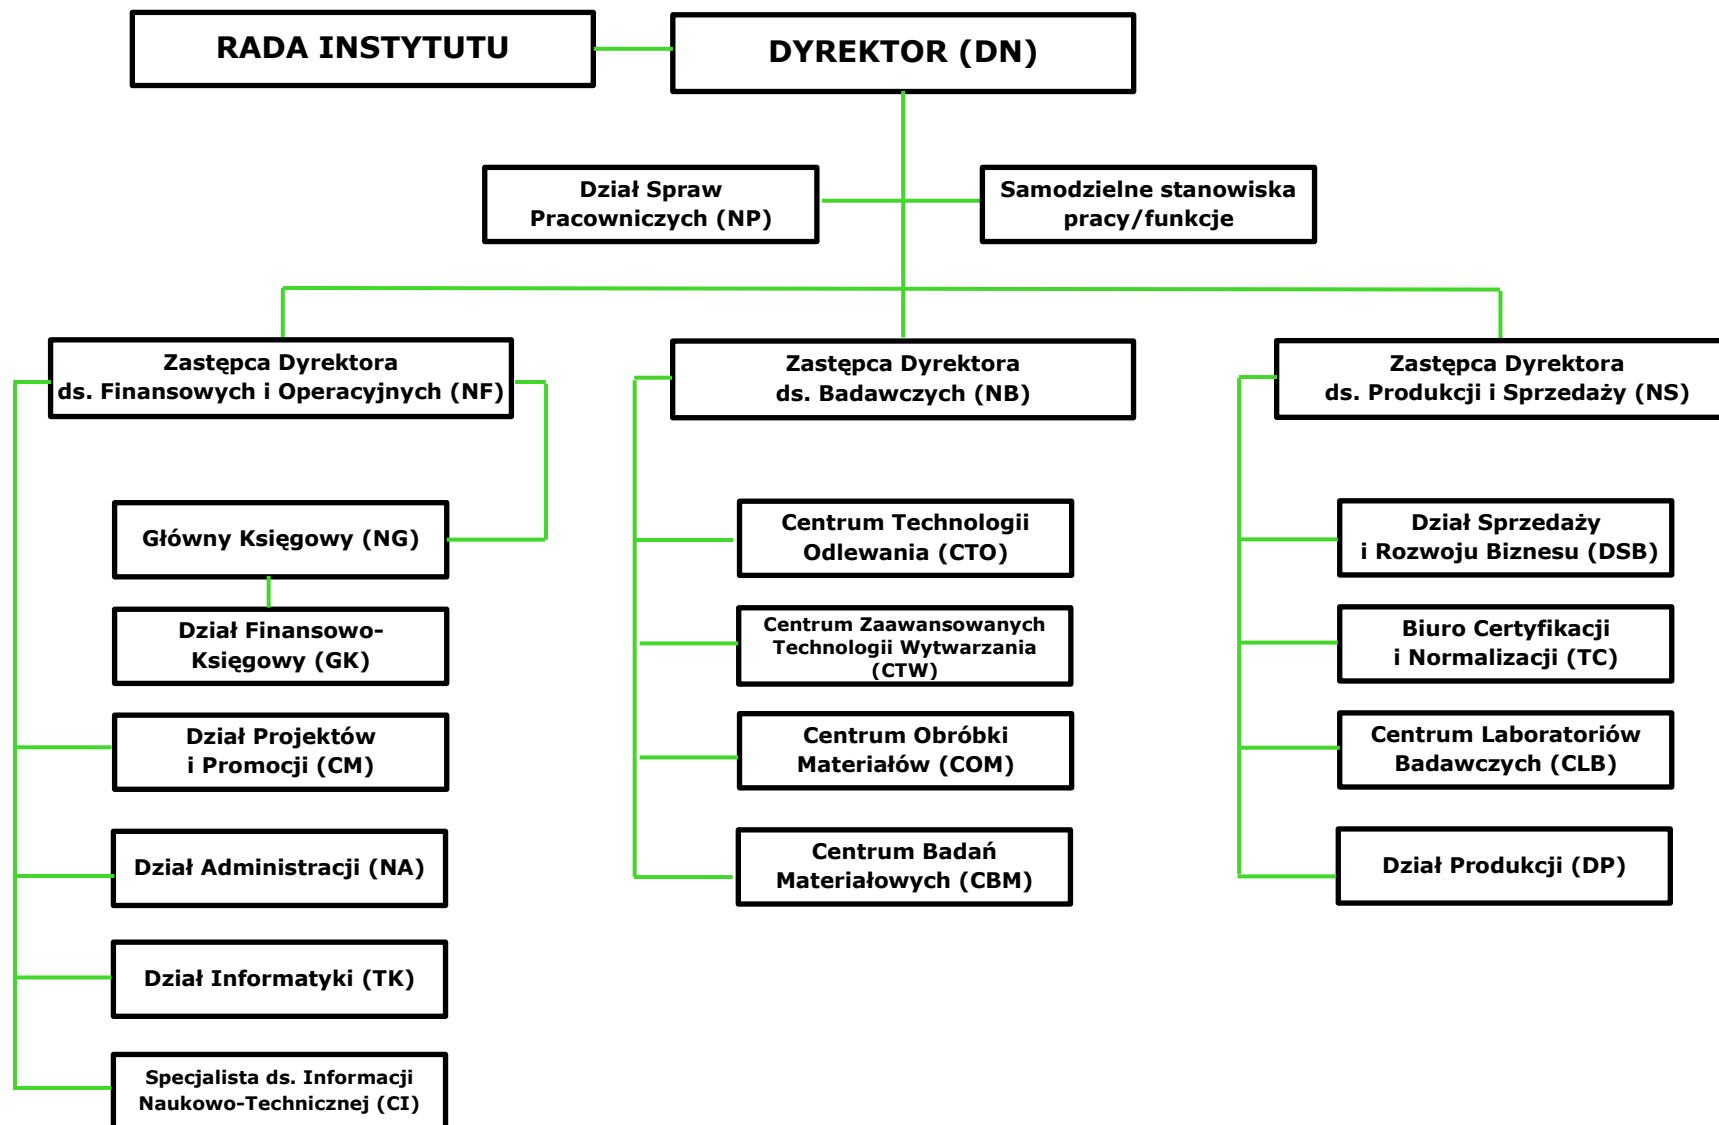 RADA INSTYTUTU
DYREKTOR (DN)
Dział Spraw
Pracowniczych (NP)
Samodzielne stanowiska
pracy/funkcje
Zastępca Dyrektora
ds. Finansowych i Operacyjnych (NF)
Zastępca Dyrektora
ds. Badawczych (NB)
Zastępca Dyrektora
ds. Produkcji i Sprzedaży (NS)
Główny Księgowy (NG)
Dział Finansowo-
Księgowy (GK)
Dział Projektów
i Promocji (CM)
Dział Administracji (NA)
Dział Informatyki (TK)
Specjalista ds. Informacji
Naukowo-Technicznej (CI)
Centrum Technologii
Odlewania (CTO)
Centrum Zaawansowanych
Technologii Wytwarzania
(CTW)
Centrum Obróbki
Materiałów (COM)
Centrum Badań
Materiałowych (CBM)
Dział Sprzedaży
i Rozwoju Biznesu (DSB)
Biuro Certyfikacji
i Normalizacji (TC)
Centrum Laboratoriów
Badawczych (CLB)
Dział Produkcji (DP)